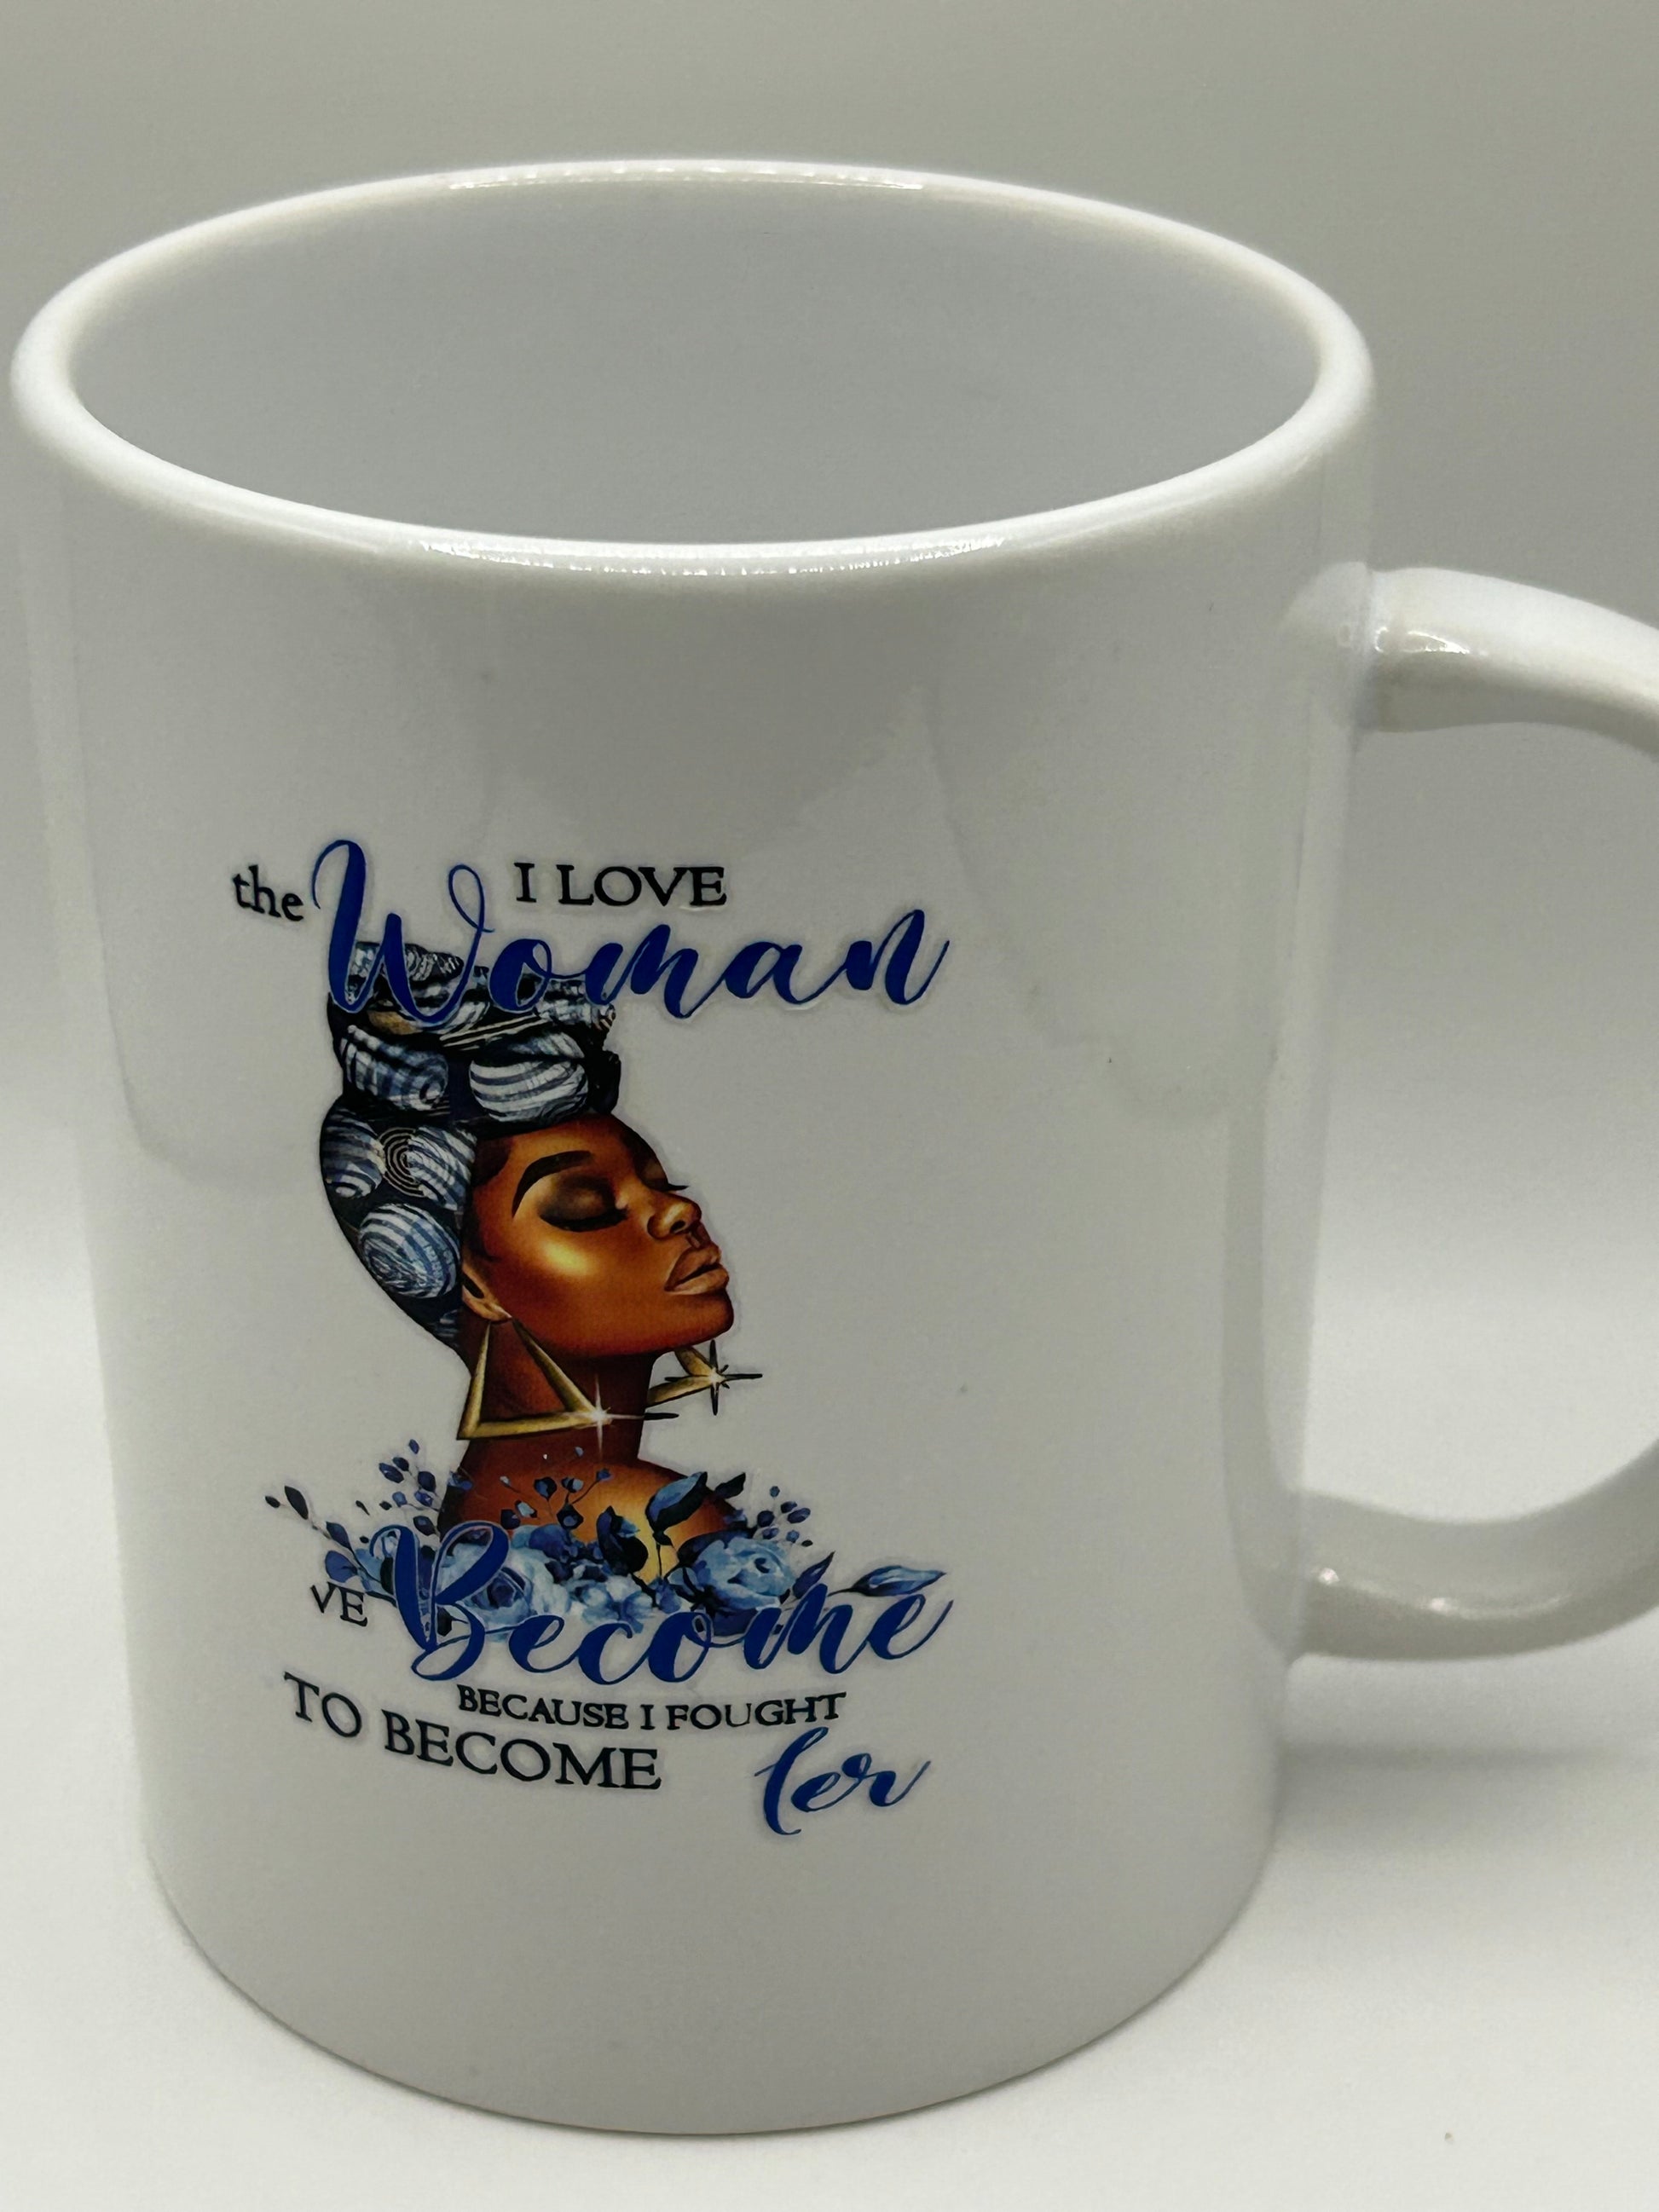 I LOVE
the Woman
VE Become
BECAUSE I FOUGHT
TO BECOME